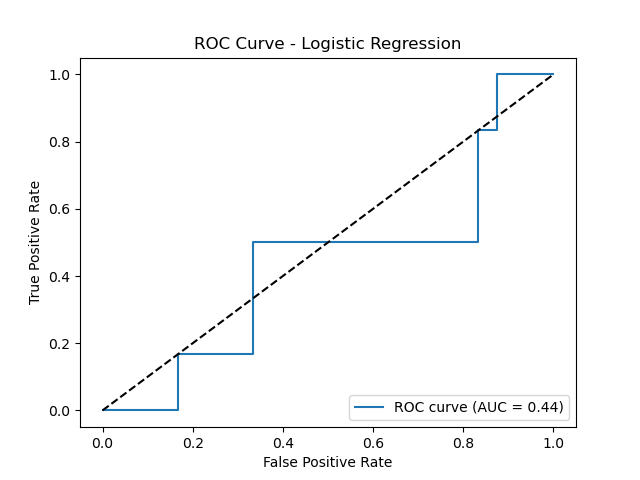 ROC Curve - Logistic Regression
1.0
0.8
0.6
0.4
0.2
0.0
True Positive Rate
ROC curve (AUC = 0.44)
0.0 0.2 0.4 0.6 0.8 1.0
False Positive Rate